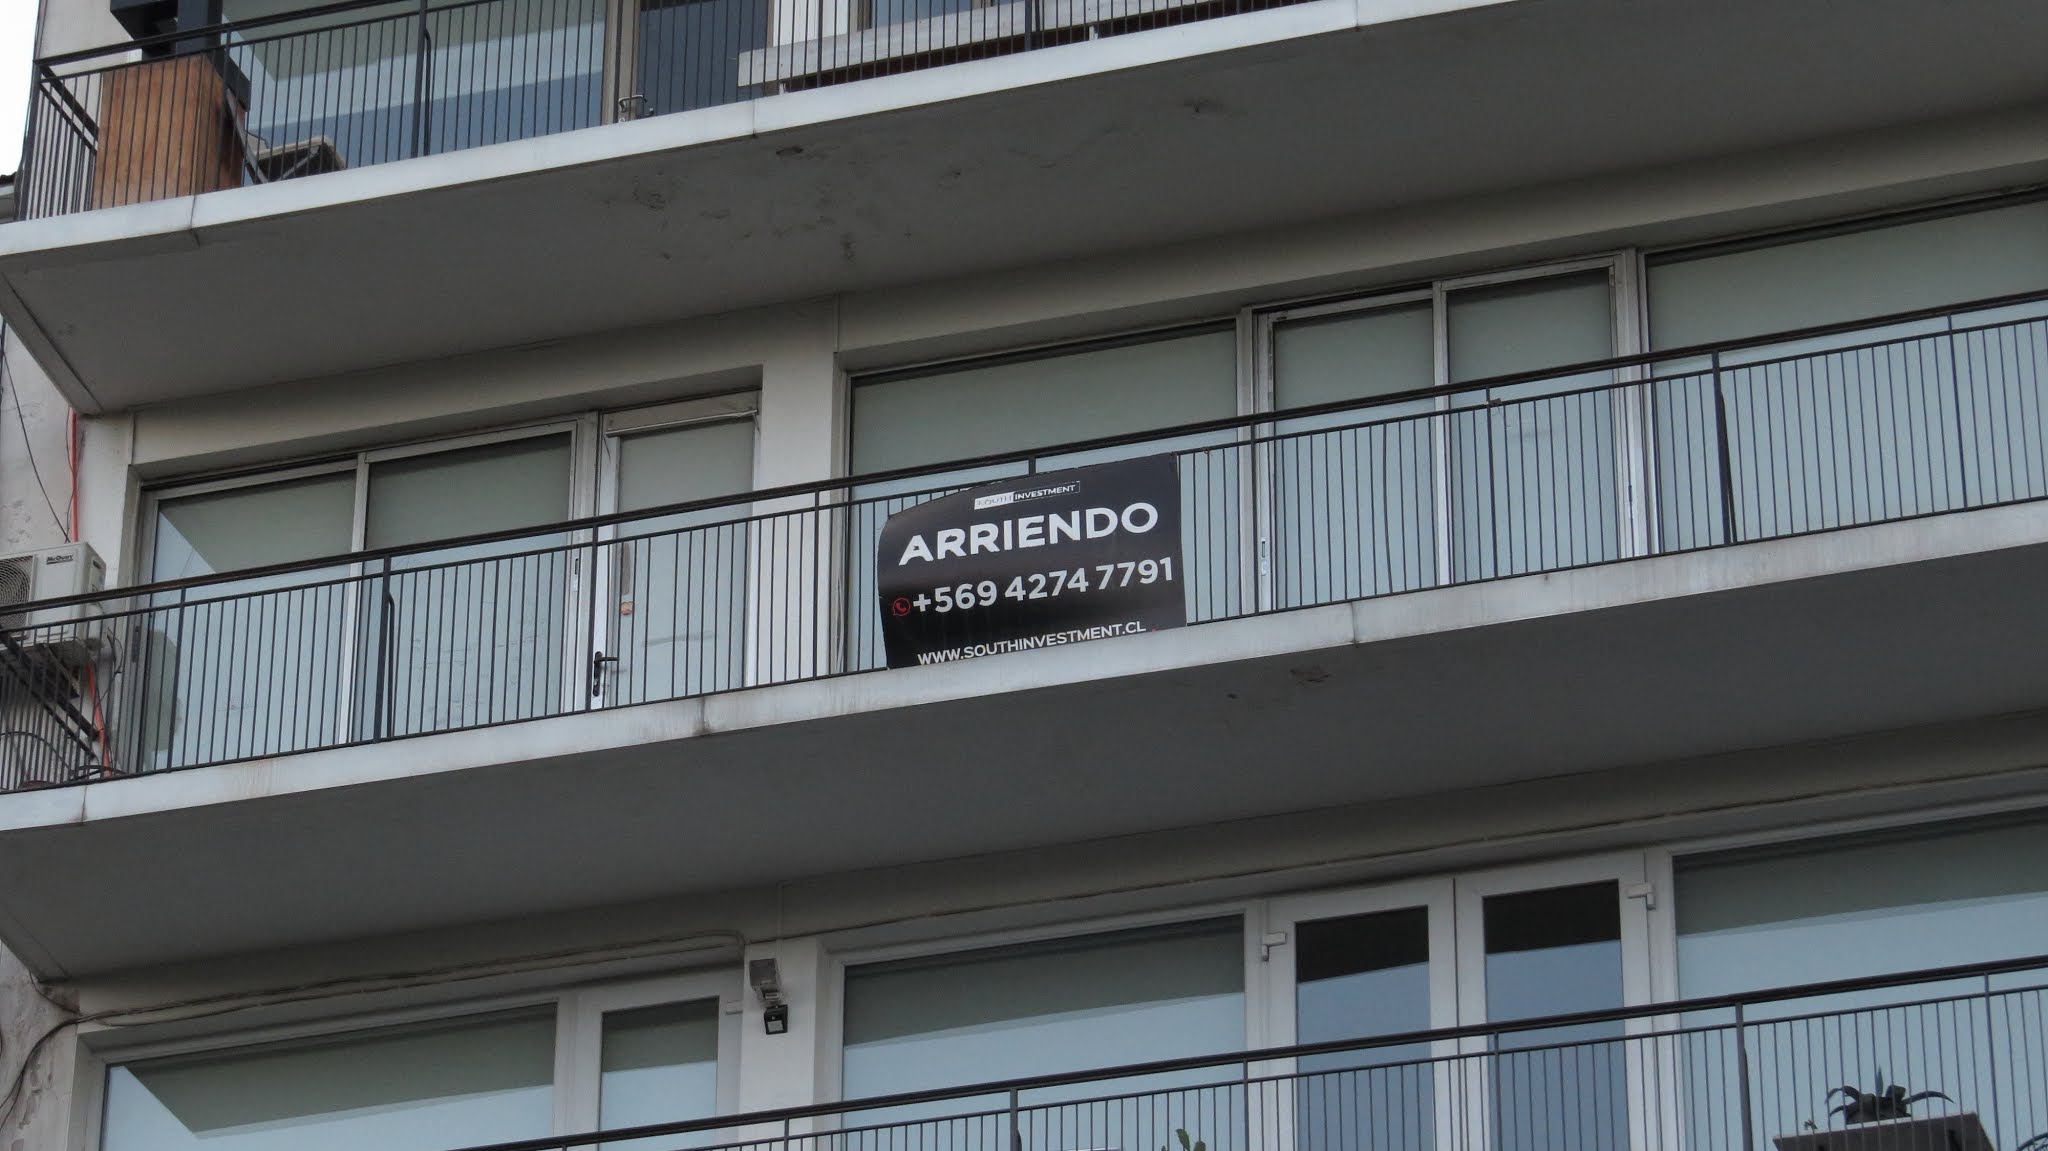 SOUTH INVESTMENT
ARRIENDO
+569 4274 7791
WWW.SOUTHINVESTMENT.CL